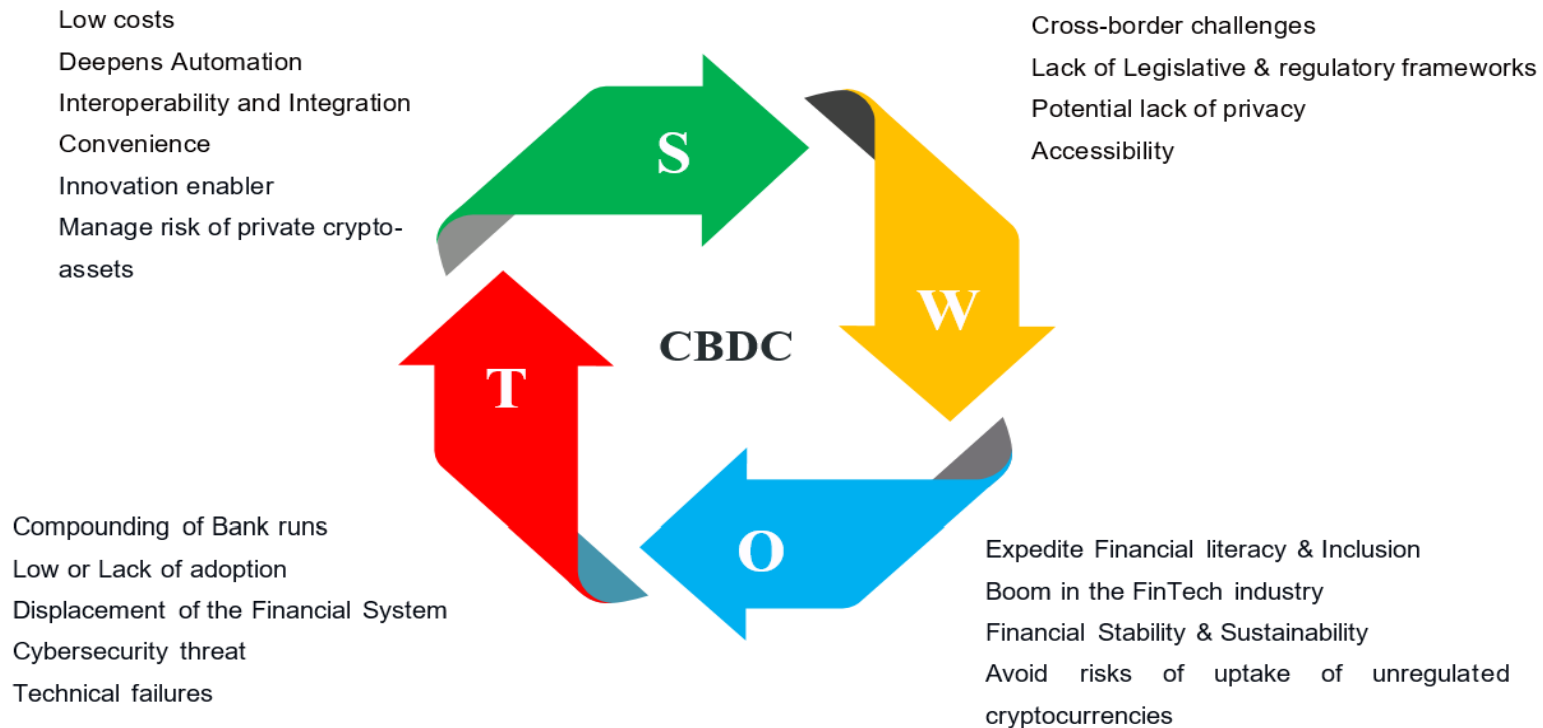 Low costs
Deepens Automation
Interoperability and Integration
Convenience
Innovation enabler
Manage risk of private crypto-
assets
S
Cross-border challenges
Lack of Legislative & regulatory frameworks
Potential lack of privacy
Accessibility
W
CBDC
T
Compounding of Bank runs
Low or Lack of adoption
Displacement of the Financial System
Cybersecurity threat
Technical failures
O
Expedite Financial literacy & Inclusion
Boom in the FinTech industry
Financial Stability & Sustainability
Avoid risks of uptake of unregulated
cryptocurrencies